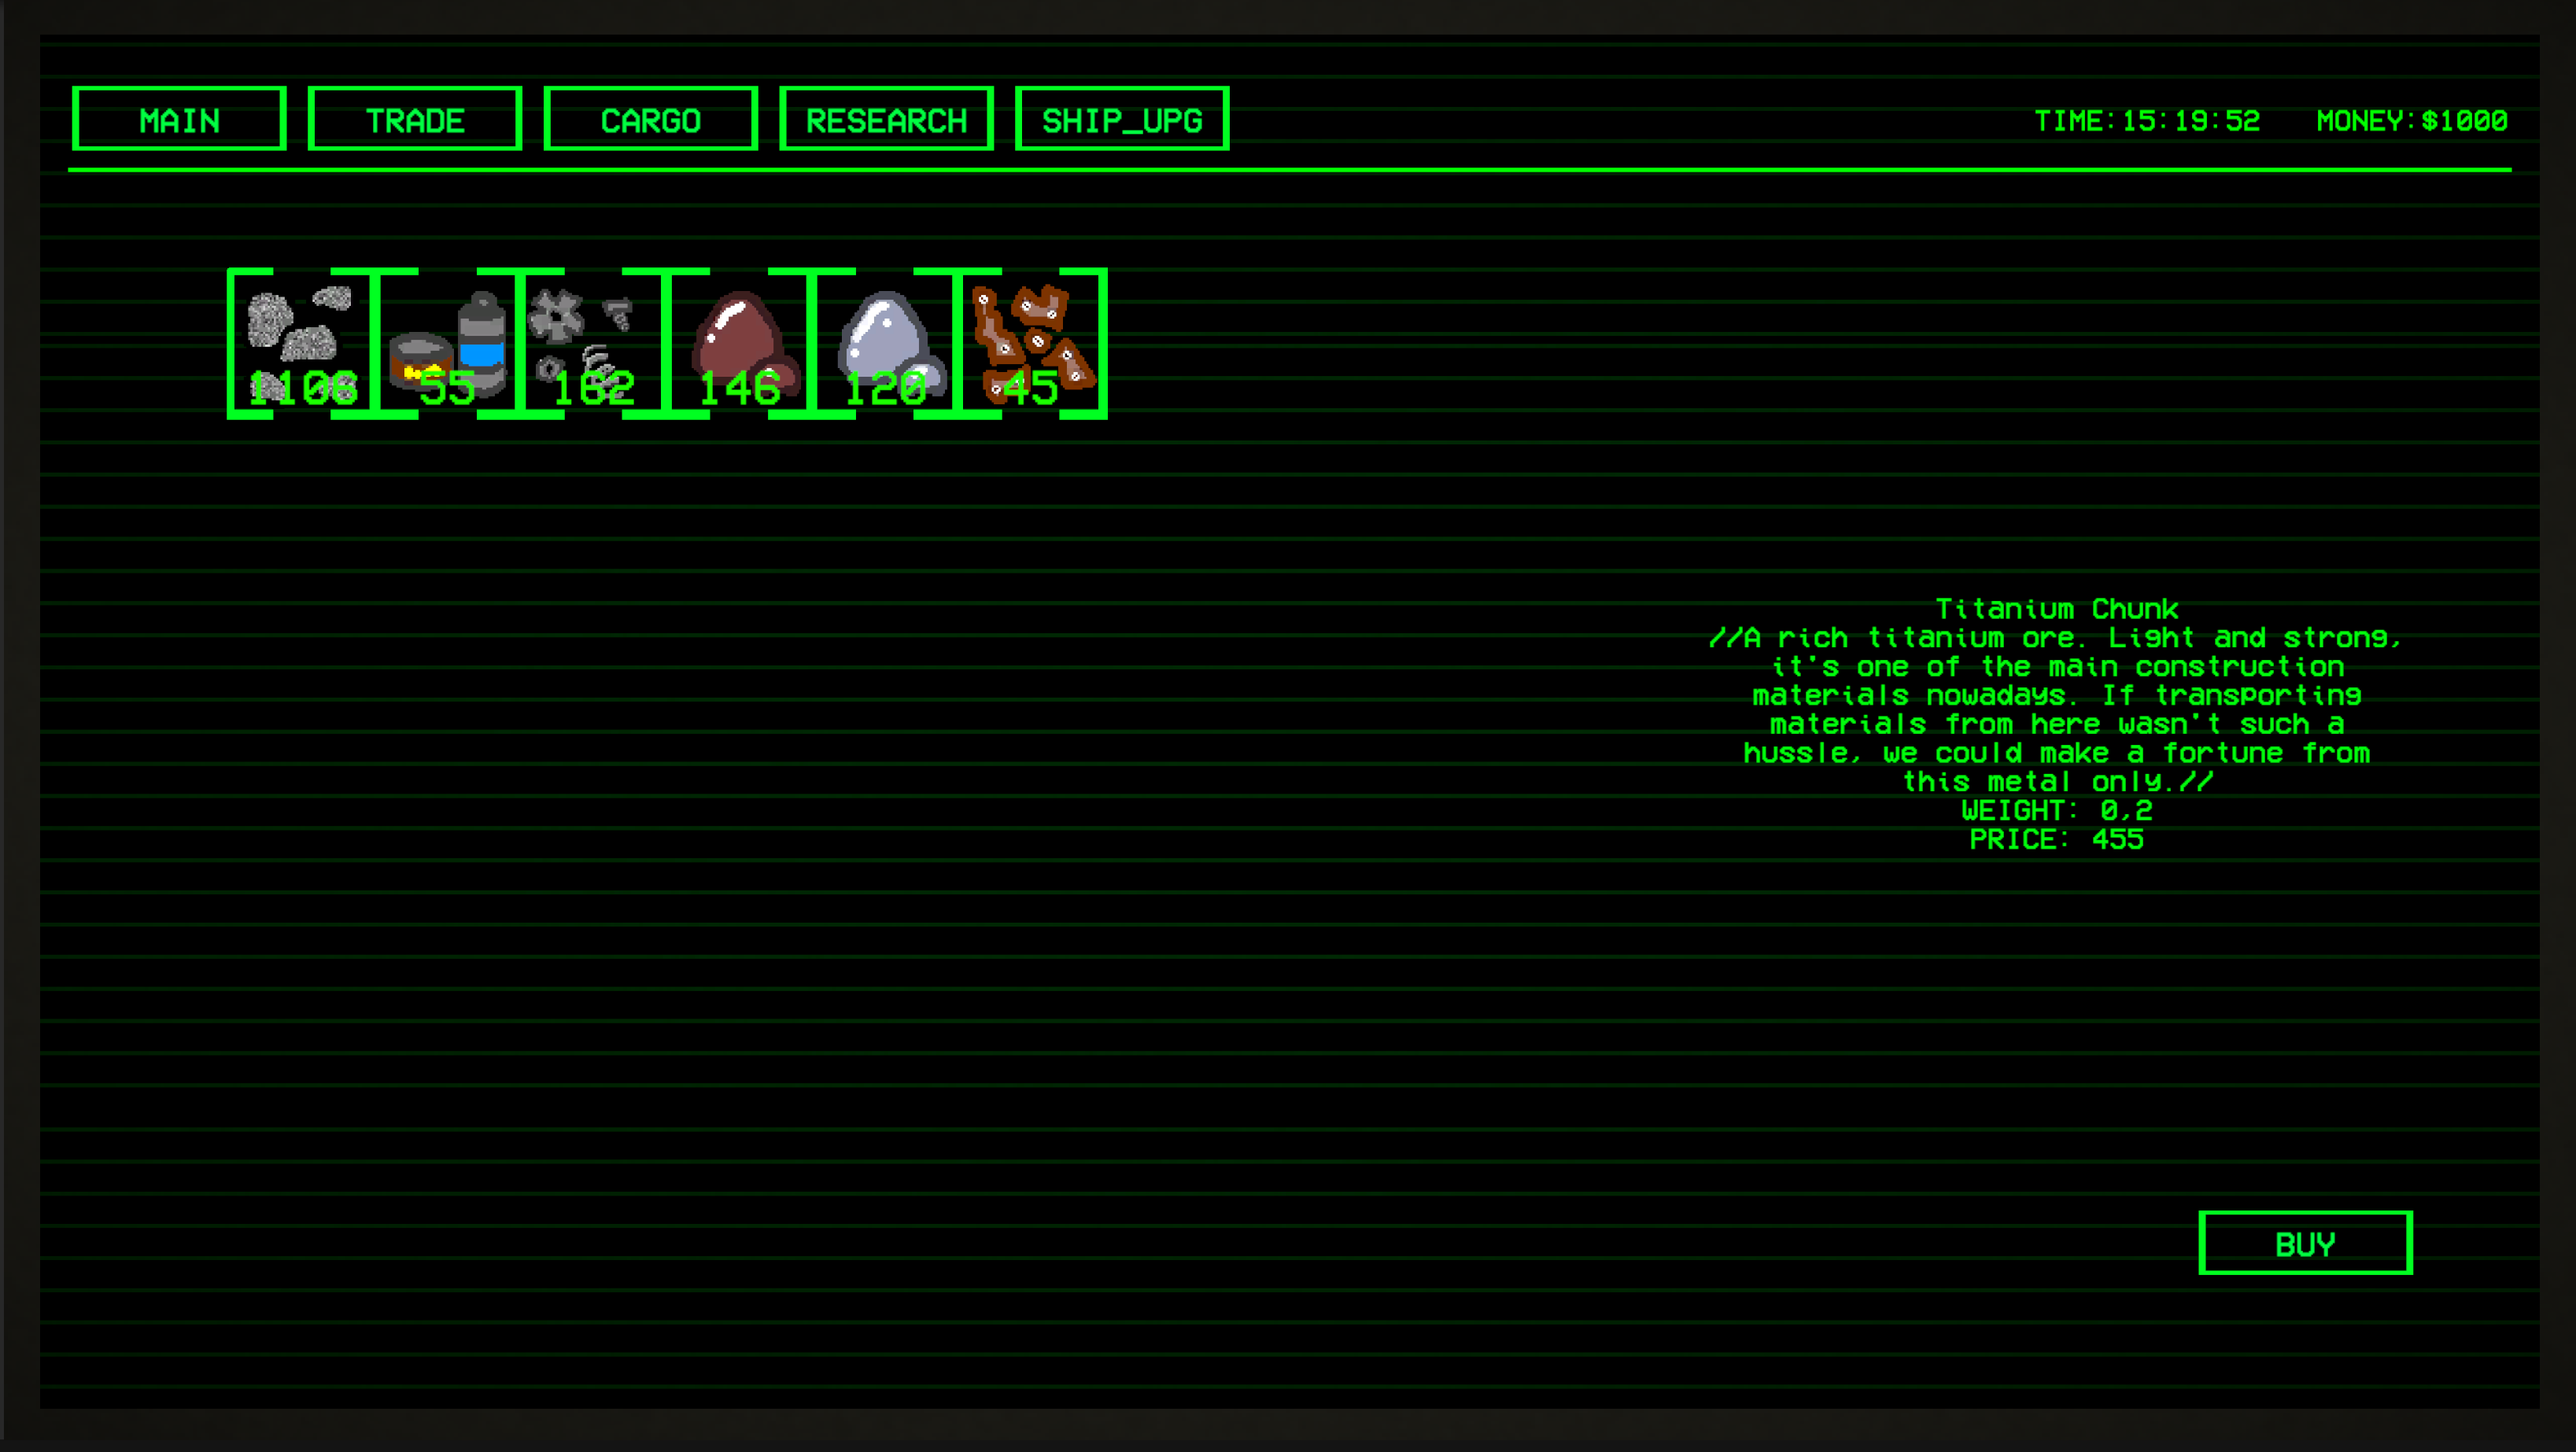 MAIN TRADE CARGO RESEARCH SHIP_UPG TIME:15:19:52 MONEY:$1000
1106 55 162 146 120 45
Titanium Chunk
//A rich titanium ore. Light and strong,
it's one of the main construction
materials nowadays. If transporting
materials from here wasn't such a
hussle, we could make a fortune from
this metal only.//
WEIGHT: 0,2
PRICE: 455
BUY